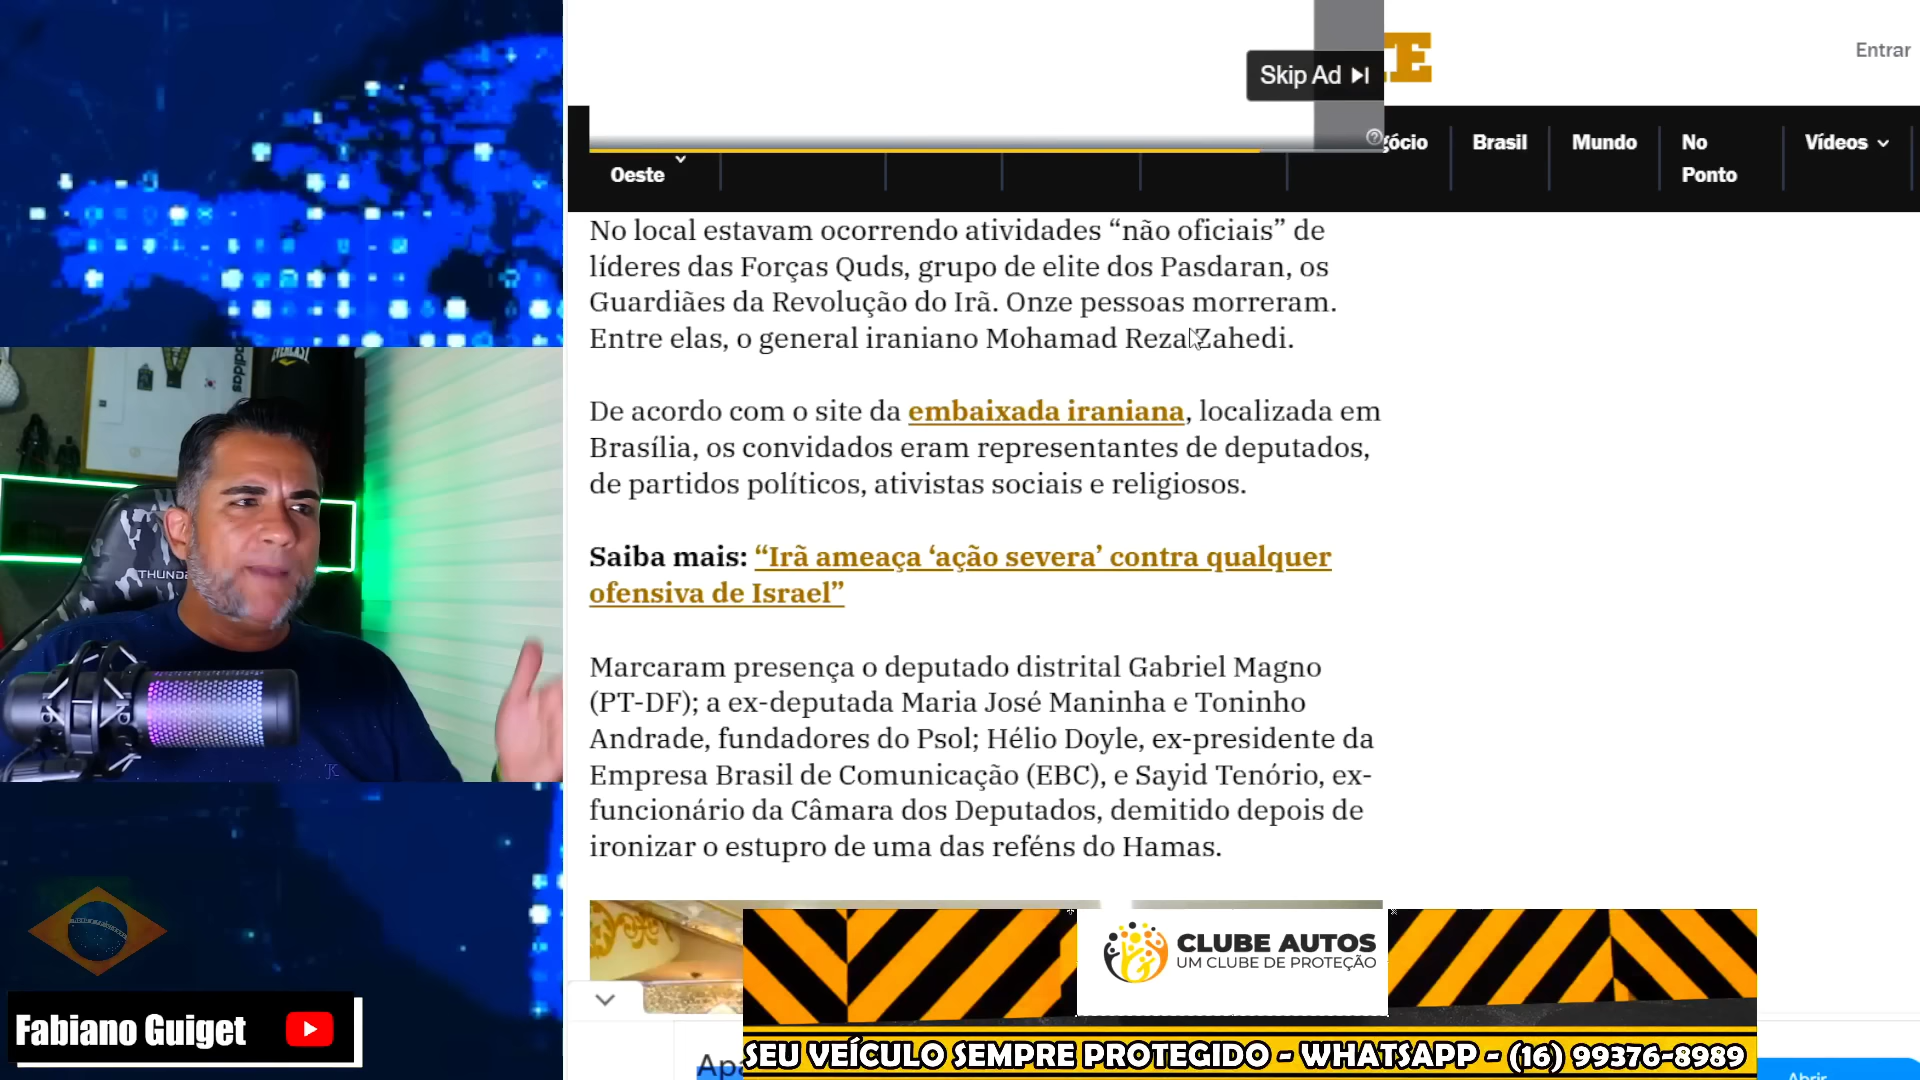 Skip Ad
TE
Entrar
Oeste
gócio
Brasil
Mundo
No
Ponto
Vídeos
No local estavam ocorrendo atividades “não oficiais” de
líderes das Forças Quds, grupo de elite dos Pasdaran, os
Guardiães da Revolução do Irã. Onze pessoas morreram.
Entre elas, o general iraniano Mohamad Reza Zahedi.
De acordo com o site da embaixada iraniana, localizada em
Brasília, os convidados eram representantes de deputados,
de partidos políticos, ativistas sociais e religiosos.
Saiba mais: “Irã ameaça ‘ação severa’ contra qualquer
ofensiva de Israel”
Marcaram presença o deputado distrital Gabriel Magno
(PT-DF); a ex-deputada Maria José Maninha e Toninho
Andrade, fundadores do Psol; Hélio Doyle, ex-presidente da
Empresa Brasil de Comunicação (EBC), e Sayid Tenório, ex-
funcionário da Câmara dos Deputados, demitido depois de
ironizar o estupro de uma das reféns do Hamas.
adidas
EVERLAST
THUND
Fabiano Guiget
CLUBE AUTOS
UM CLUBE DE PROTEÇÃO
SEU VEÍCULO SEMPRE PROTEGIDO - WHATSAPP - (16) 99376-8989
Abrir